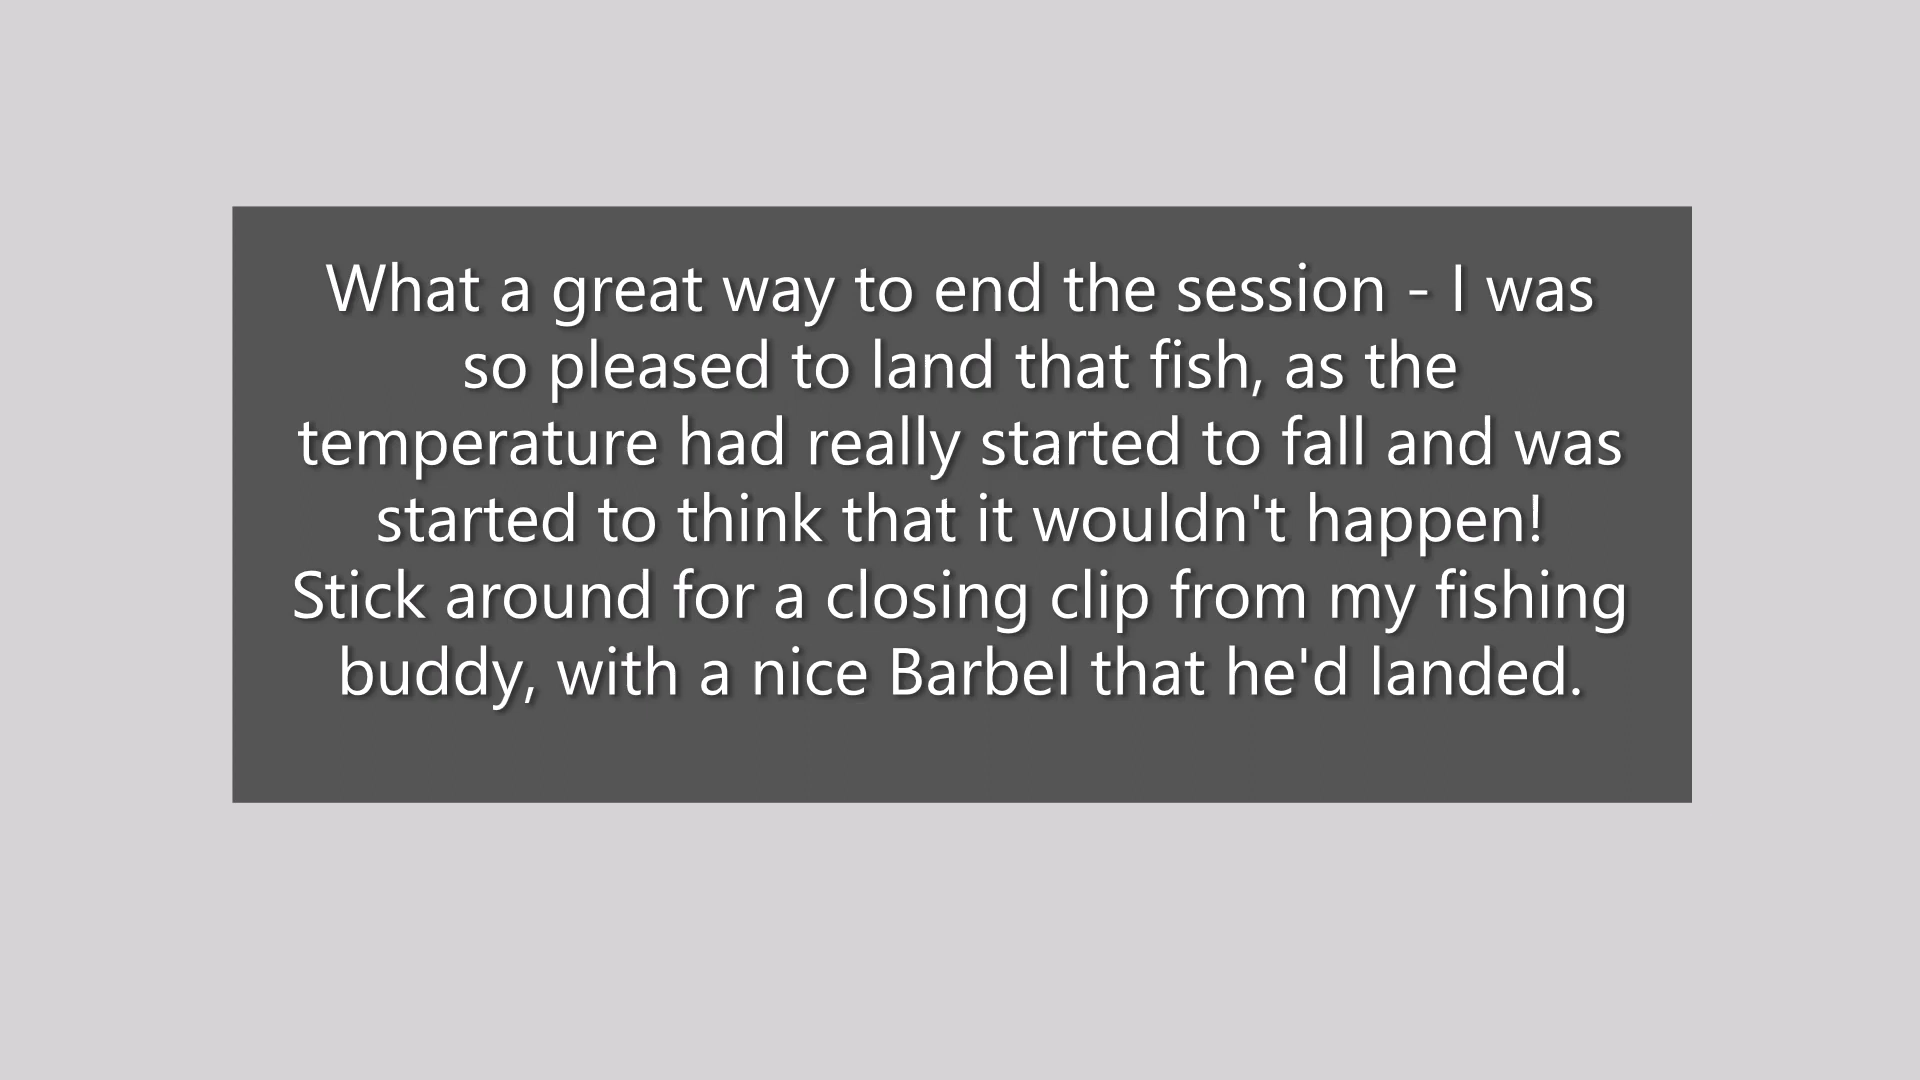 What a great way to end the session - I was
so pleased to land that fish, as the
temperature had really started to fall and was
started to think that it wouldn't happen!
Stick around for a closing clip from my fishing
buddy, with a nice Barbel that he'd landed.